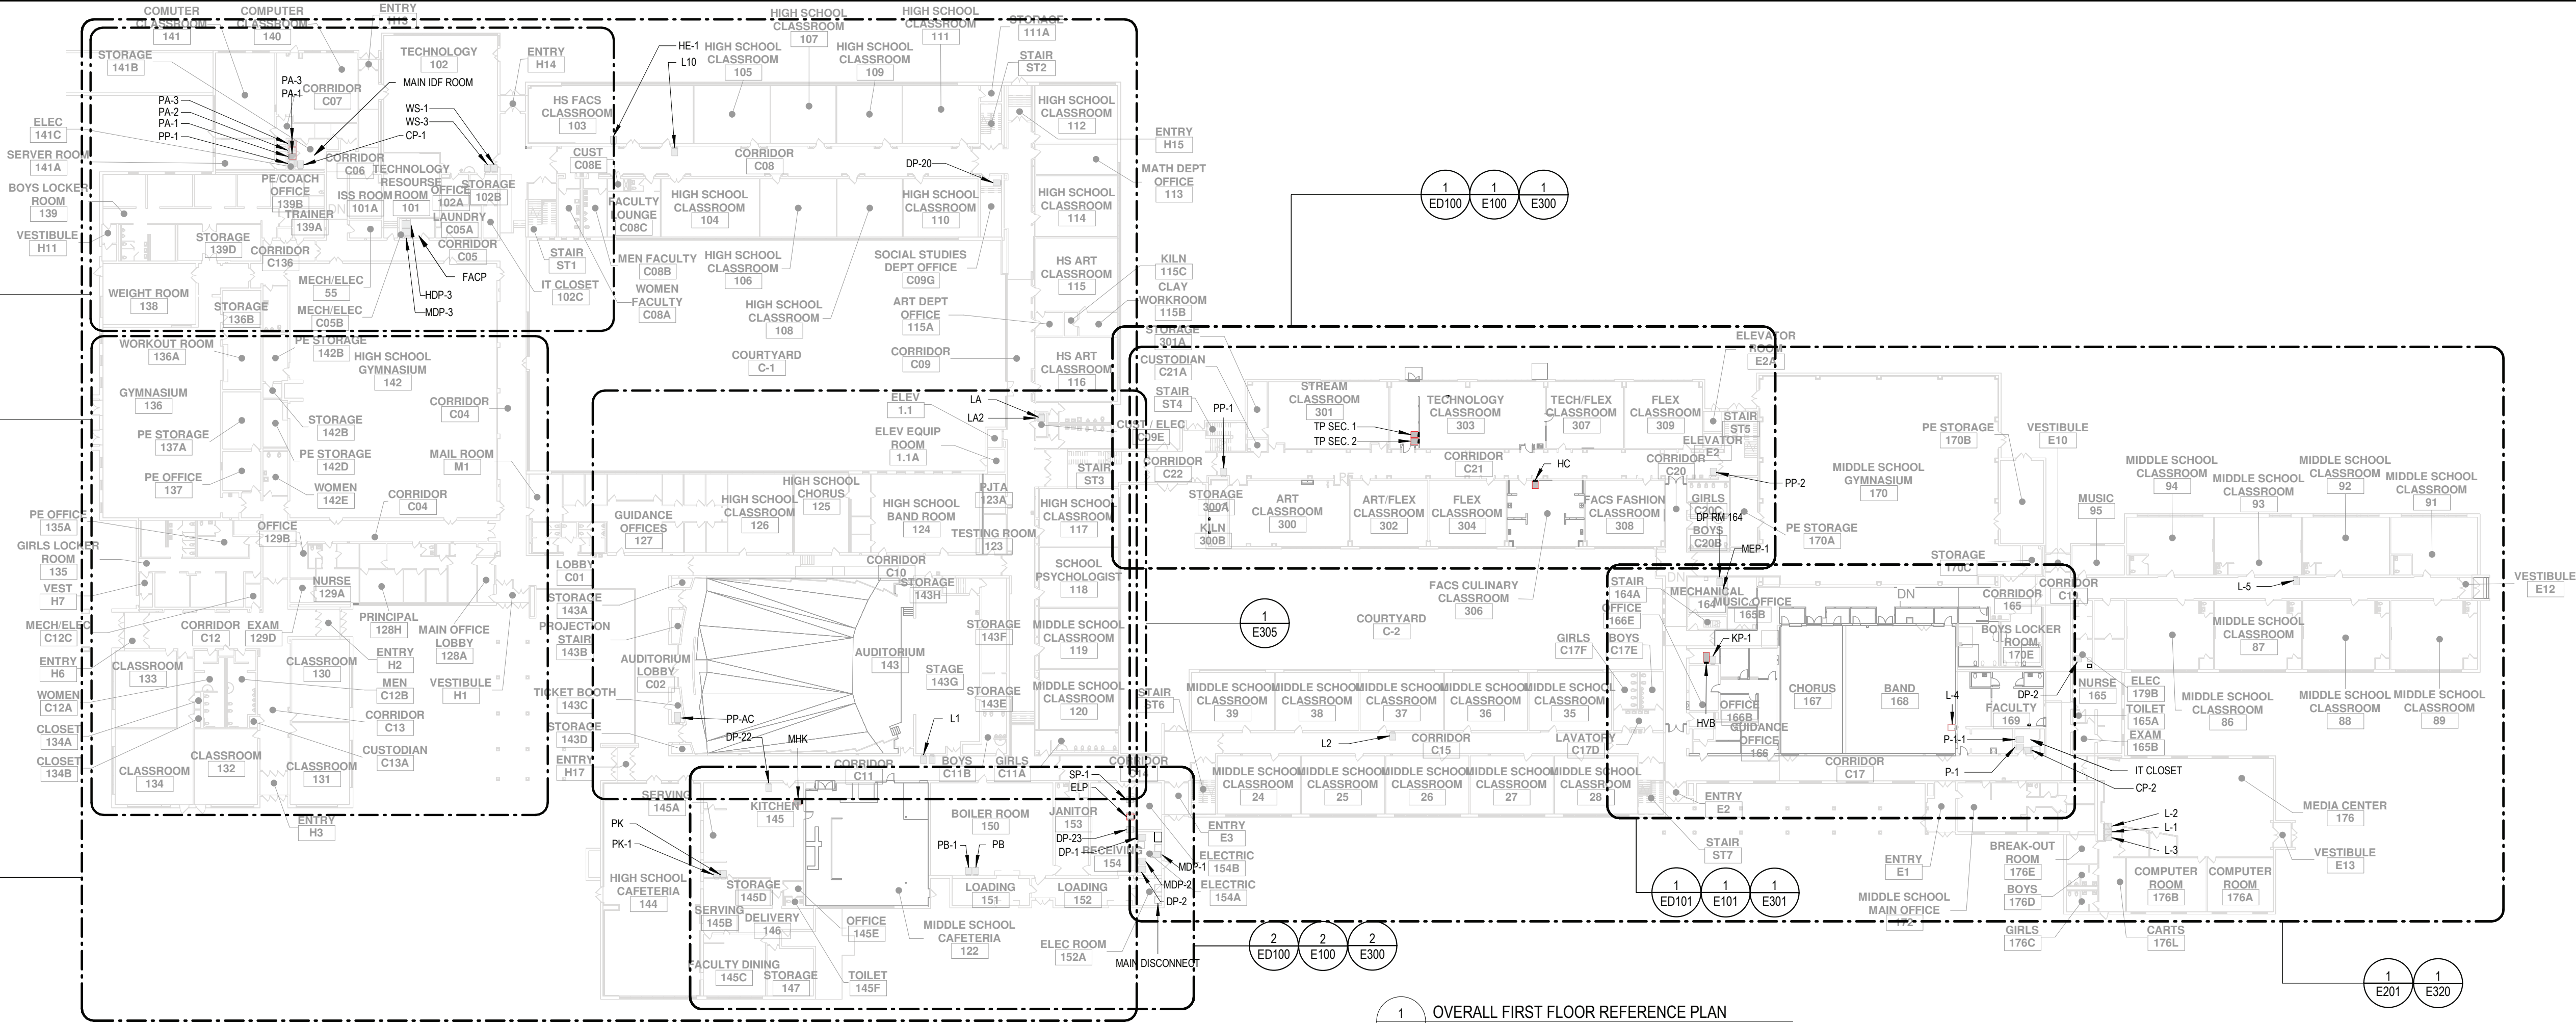 COMUTER
CLASSROOM
141
COMPUTER
CLASSROOM
140
ENTRY
H13
STORAGE
141B
TECHNOLOGY
102
ENTRY
H14
PA-3
PA-1
CORRIDOR
C07
MAIN IDF ROOM
PA-3
PA-2
PA-1
PP-1
WS-1
WS-3
CP-1
ELEC
141C
SERVER ROOM
141A
BOYS LOCKER
ROOM
139
VESTIBULE
H11
CORRIDOR
C06
PE/COACH
OFFICE
139B
TRAINER
139A
ISS ROOM
101A
TECHNOLOGY
RESOURSE
ROOM
101
OFFICE
102A
STORAGE
102B
LAUNDRY
C05A
CORRIDOR
C05
DN
STORAGE
139D
CORRIDOR
C136
FACP
HDP-3
MDP-3
MECH/ELEC
55
MECH/ELEC
C05B
WEIGHT ROOM
138
STORAGE
136B
IT CLOSET
102C
STAIR
ST1
HE-1
L10
HIGH SCHOOL
CLASSROOM
105
HIGH SCHOOL
CLASSROOM
107
HIGH SCHOOL
CLASSROOM
109
HIGH SCHOOL
CLASSROOM
111
STORAGE
111A
STAIR
ST2
HS FACS
CLASSROOM
103
HIGH SCHOOL
CLASSROOM
112
ENTRY
H15
CUST
C08E
CORRIDOR
C08
DP-20
MATH DEPT
OFFICE
113
FACULTY
LOUNGE
C08C
HIGH SCHOOL
CLASSROOM
104
HIGH SCHOOL
CLASSROOM
110
HIGH SCHOOL
CLASSROOM
114
MEN FACULTY
C08B
WOMEN
FACULTY
C08A
HIGH SCHOOL
CLASSROOM
106
HIGH SCHOOL
CLASSROOM
108
SOCIAL STUDIES
DEPT OFFICE
C09G
ART DEPT
OFFICE
115A
HS ART
CLASSROOM
115
KILN
115C
CLAY
WORKROOM
115B
CORRIDOR
C09
HS ART
CLASSROOM
116
COURTYARD
C-1
WORKOUT ROOM
136A
PE STORAGE
142B
HIGH SCHOOL
GYMNASIUM
142
GYMNASIUM
136
STORAGE
142B
CORRIDOR
C04
PE STORAGE
137A
PE STORAGE
142D
PE OFFICE
137
WOMEN
142E
MAIL ROOM
M1
CORRIDOR
C04
PE OFFICE
135A
GIRLS LOCKER
ROOM
135
VEST
H7
MECH/ELEC
C12C
ENTRY
H6
OFFICE
129B
NURSE
129A
EXAM
129D
CORRIDOR
C12
PRINCIPAL
128H
MAIN OFFICE
LOBBY
128A
ENTRY
H2
VESTIBULE
H1
CLASSROOM
133
CLASSROOM
130
MEN
C12B
WOMEN
C12A
CLOSET
134A
CLOSET
134B
CORRIDOR
C13
CUSTODIAN
C13A
CLASSROOM
134
CLASSROOM
132
CLASSROOM
131
ENTRY
H3
ELEV
1.1
ELEV EQUIP
ROOM
1.1A
LA
LA2
CUST / ELEC
C09E
STAIR
ST3
GUIDANCE
OFFICES
127
HIGH SCHOOL
CLASSROOM
126
HIGH SCHOOL
CHORUS
125
HIGH SCHOOL
BAND ROOM
124
PJTA
123A
TESTING ROOM
123
HIGH SCHOOL
CLASSROOM
117
LOBBY
C01
CORRIDOR
C10
STORAGE
143H
SCHOOL
PSYCHOLOGIST
118
STORAGE
143A
PROJECTION
STAIR
143B
AUDITORIUM
LOBBY
C02
AUDITORIUM
143
STORAGE
143F
STAGE
143G
STORAGE
143E
MIDDLE SCHOOL
CLASSROOM
119
MIDDLE SCHOOL
CLASSROOM
120
TICKET BOOTH
143C
STORAGE
143D
PP-AC
L1
ENTRY
H17
DP-22
MHK
CORRIDOR
C11
BOYS
C11B
GIRLS
C11A
CORRIDOR
C14
SERVING
145A
KITCHEN
145
BOILER ROOM
150
JANITOR
153
SP-1
ELP
DP-23
DP-1
RECEIVING
154
PK
PK-1
PB-1
PB
HIGH SCHOOL
CAFETERIA
144
STORAGE
145D
LOADING
151
LOADING
152
SERVING
145B
DELIVERY
146
OFFICE
145E
MIDDLE SCHOOL
CAFETERIA
122
FACULTY DINING
145C
STORAGE
147
TOILET
145F
ELEC ROOM
152A
MAIN DISCONNECT
MDP-1
MDP-2
DP-2
ENTRY
E3
ELECTRIC
154B
ELECTRIC
154A
1
ED100
1
E100
1
E300
1
E305
STORAGE
301A
CUSTODIAN
C21A
STAIR
ST4
PP-1
CORRIDOR
C22
STREAM
CLASSROOM
301
TECHNOLOGY
CLASSROOM
303
TECH/FLEX
CLASSROOM
307
FLEX
CLASSROOM
309
ELEVATOR
ROOM
E2A
STAIR
ST5
ELEVATOR
E2
TP SEC. 1
TP SEC. 2
CORRIDOR
C21
HC
CORRIDOR
C20
PP-2
STORAGE
300A
KILN
300B
ART
CLASSROOM
300
ART/FLEX
CLASSROOM
302
FLEX
CLASSROOM
304
FACS FASHION
CLASSROOM
308
GIRLS
C20C
DP RM 164
BOYS
C20B
PE STORAGE
170A
MEP-1
FACS CULINARY
CLASSROOM
306
COURTYARD
C-2
MIDDLE SCHOOL
GYMNASIUM
170
PE STORAGE
170B
VESTIBULE
E10
MUSIC
95
MIDDLE SCHOOL
CLASSROOM
94
MIDDLE SCHOOL
CLASSROOM
93
MIDDLE SCHOOL
CLASSROOM
92
MIDDLE SCHOOL
CLASSROOM
91
STORAGE
170C
L-5
VESTIBULE
E12
STAIR
164A
OFFICE
166E
DN
MECHANICAL
164
MUSIC OFFICE
165B
DN
CORRIDOR
165
BOYS LOCKER
ROOM
170E
GIRLS
C17F
BOYS
C17E
KP-1
HVB
CHORUS
167
BAND
168
L-4
FACULTY
169
DP-2
NURSE
165
ELEC
179B
TOILET
165A
EXAM
165B
MIDDLE SCHOOL
CLASSROOM
86
MIDDLE SCHOOL
CLASSROOM
87
MIDDLE SCHOOL
CLASSROOM
88
MIDDLE SCHOOL
CLASSROOM
89
OFFICE
166B
GUIDANCE
OFFICE
166
LAVATORY
C17D
STAIR
ST6
MIDDLE SCHOOL
CLASSROOM
39
MIDDLE SCHOOL
CLASSROOM
38
MIDDLE SCHOOL
CLASSROOM
37
MIDDLE SCHOOL
CLASSROOM
36
MIDDLE SCHOOL
CLASSROOM
35
L2
CORRIDOR
C15
MIDDLE SCHOOL
CLASSROOM
24
MIDDLE SCHOOL
CLASSROOM
25
MIDDLE SCHOOL
CLASSROOM
26
MIDDLE SCHOOL
CLASSROOM
27
MIDDLE SCHOOL
CLASSROOM
28
P-1-1
P-1
IT CLOSET
CP-2
CORRIDOR
C17
ENTRY
E2
STAIR
ST7
ENTRY
E1
MIDDLE SCHOOL
MAIN OFFICE
172
MEDIA CENTER
176
L-2
L-1
L-3
VESTIBULE
E13
BREAK-OUT
ROOM
176E
BOYS
176D
GIRLS
176C
COMPUTER
ROOM
176B
COMPUTER
ROOM
176A
CARTS
176L
1
ED101
1
E101
1
E301
2
ED100
2
E100
2
E300
1
E201
1
E320
1
OVERALL FIRST FLOOR REFERENCE PLAN